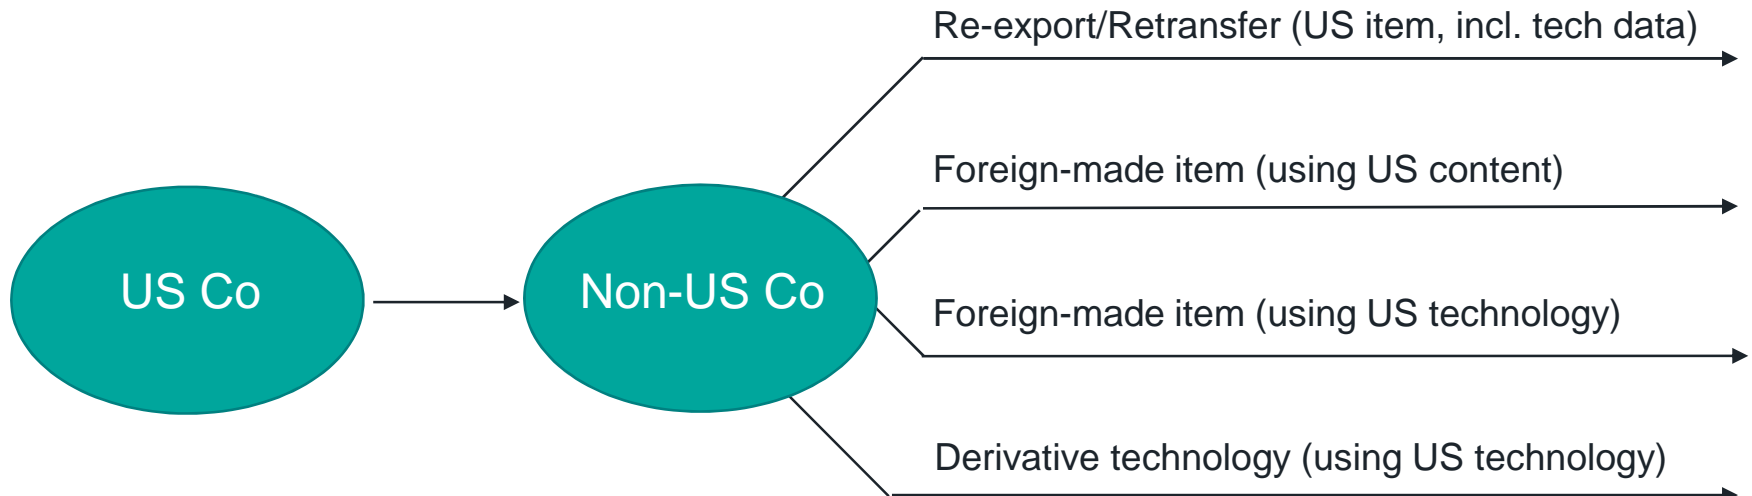 Re-export/Retransfer (US item, incl. tech data)
Foreign-made item (using US content)
US Co
Non-US Co
Foreign-made item (using US technology)
Derivative technology (using US technology)